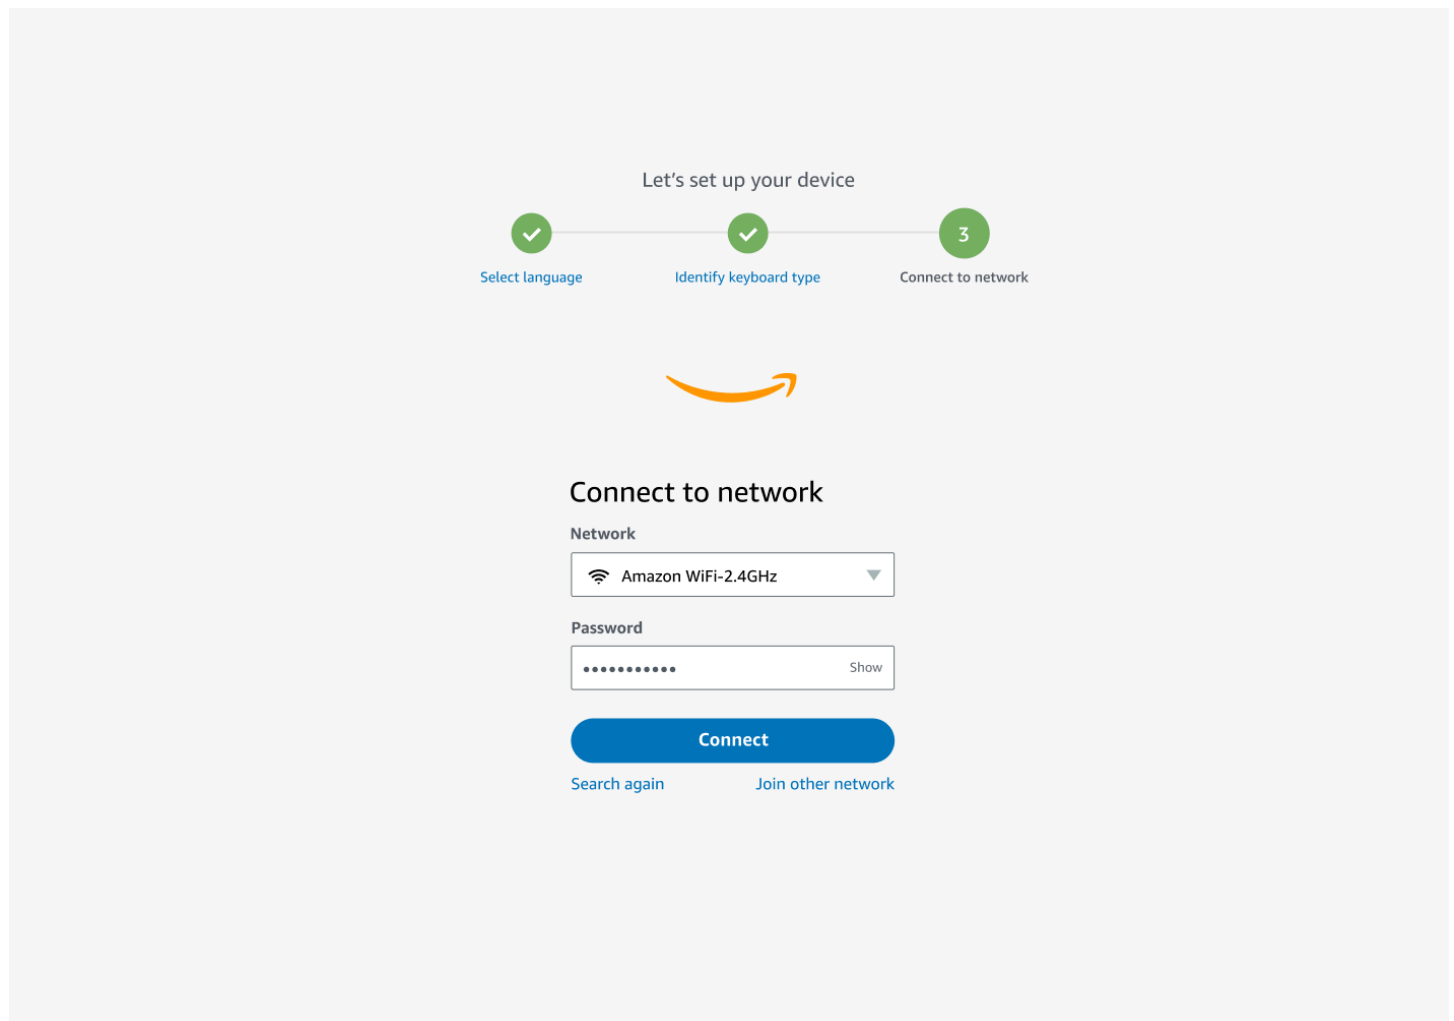 Let's set up your device
3
Select language
Identify keyboard type
Connect to network
Connect to network
Network
Amazon WiFi-2.4GHz
Password
•••••••••••
Show
Connect
Search again
Join other network